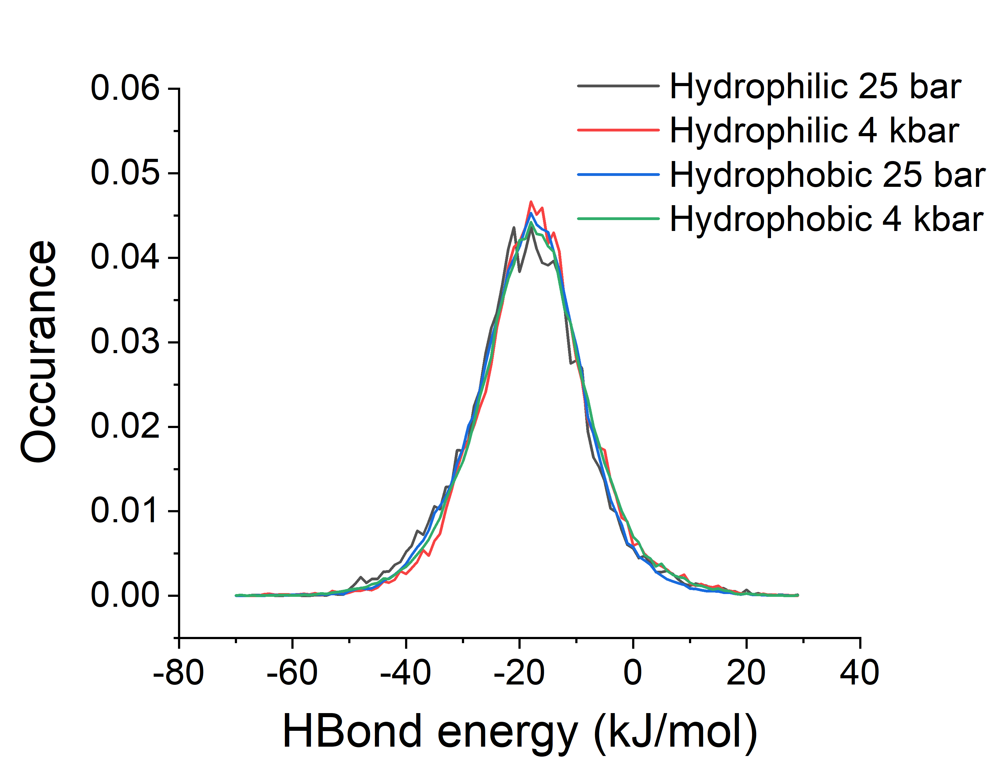 Hydrophilic 25 bar
Hydrophilic 4 kbar
Hydrophobic 25 bar
Hydrophobic 4 kbar
0.06
0.05
0.04
0.03
0.02
0.01
0.00
Occurance
-80 -60 -40 -20 0 20 40
HBond energy (kJ/mol)